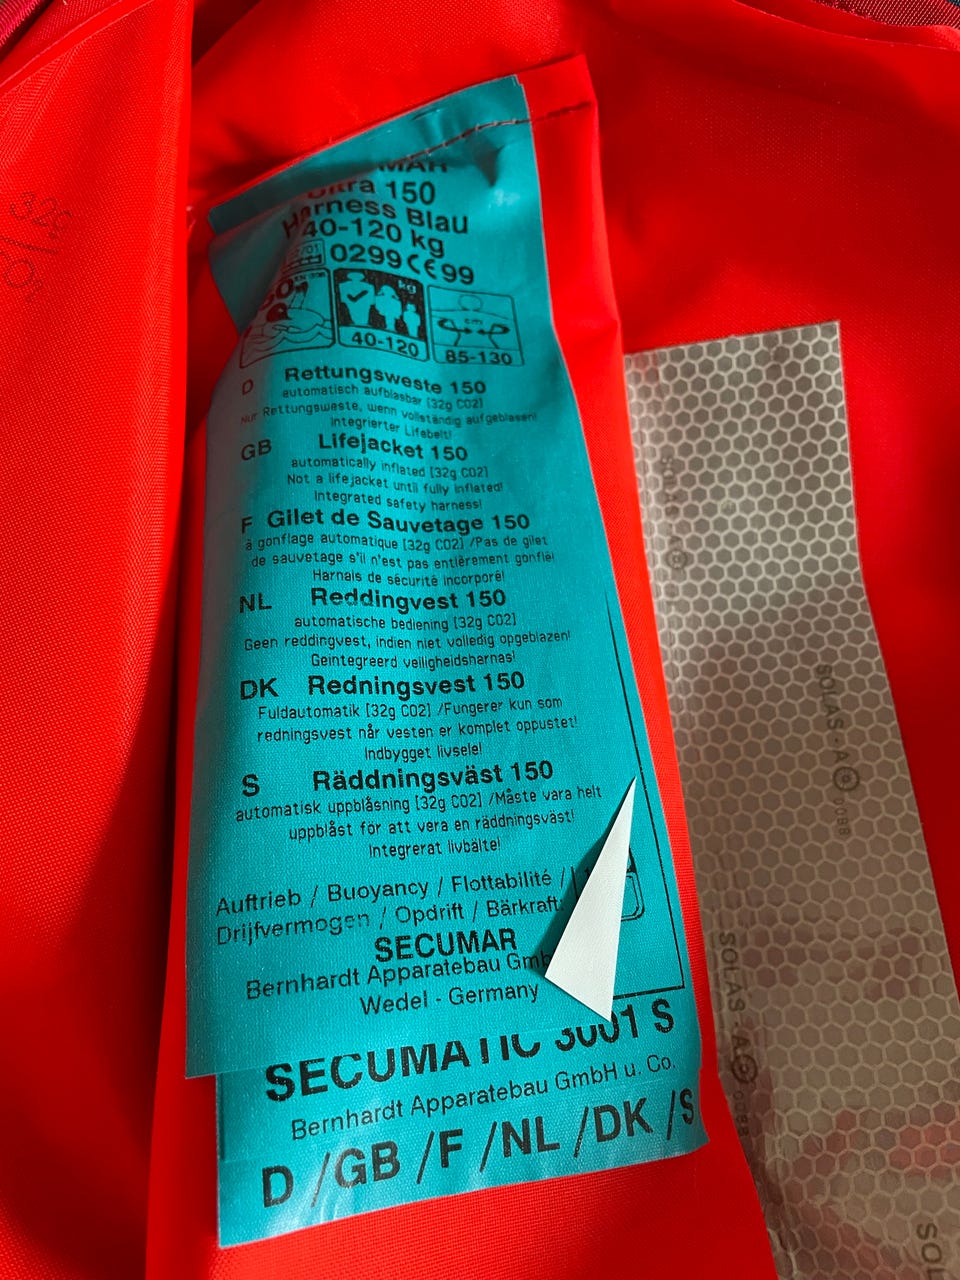 Ultra 150
Harness Blau
40-120 kg
0299 CE 99
kg
40-120
cm
85-130
D Rettungsweste 150
automatisch aufblasbar [32g CO2]
Nur Rettungsweste, wenn vollständig aufgeblasen!
Integrierter Lifebelt!
GB Lifejacket 150
automatically inflated [32g CO2]
Not a lifejacket until fully inflated!
Integrated safety harness!
F Gilet de Sauvetage 150
à gonflage automatique [32g CO2] /Pas de gilet
de sauvetage s'il n'est pas entièrement gonflé!
Harnais de sécurité incorporé!
NL Reddingvest 150
automatische bediening [32g CO2]
Geen reddingvest, indien niet volledig opgeblazen!
Geintegreerd veiligheidsharnas!
DK Redningsvest 150
Fuldautomatik [32g CO2] /Fungerer kun som
redningsvest når vesten er komplet oppustet!
Indbygget livsele!
S Räddningsväst 150
automatisk uppblåsning [32g CO2] /Måste vara helt
uppblåst för att vera en räddningsväst!
Integrerat livbälte!
Auftrieb / Buoyancy / Flottabilité /
Drijfvermogen / Opdrift / Bärkraft:
SECUMAR
Bernhardt Apparatebau
Wedel - Germany
SECUMATIC 3001 S
Bernhardt Apparatebau GmbH u. Co.
D /GB /F /NL /DK /S
SOLAS A
SOLAS · A 0088
SOLAS · A 0088